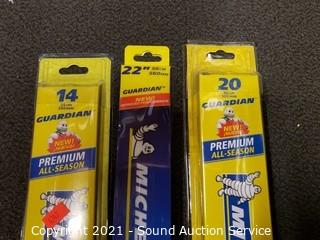 14
GUARDIAN
NEW!
PREMIUM
ALL-SEASON
22"
560mm
GUARDIAN™
NEW!
MICHE
20
GUARDIAN
NEW!
PREMIUM
ALL-SEASON
Copyright 2021 - Sound Auction Service